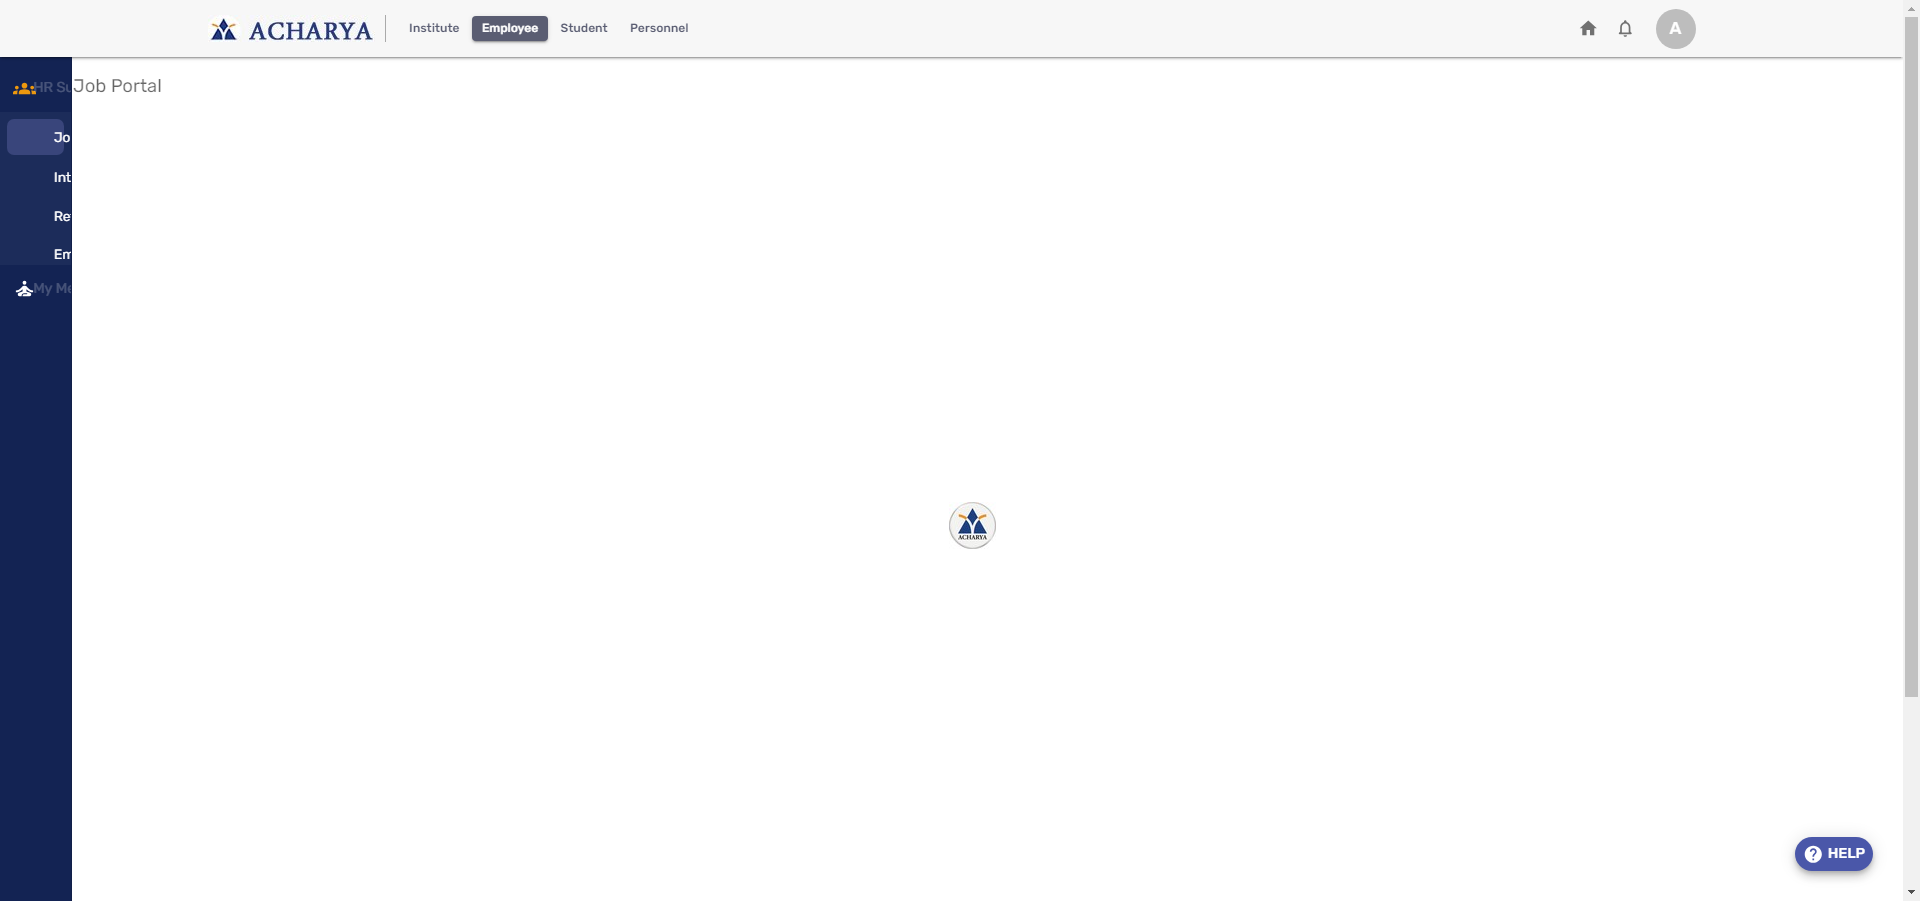 ACHARYA
Institute
Employee
Student
Personnel
A
HR Su
Job Portal
Jo
Int
Re
Em
My Me
ACHARYA
HELP